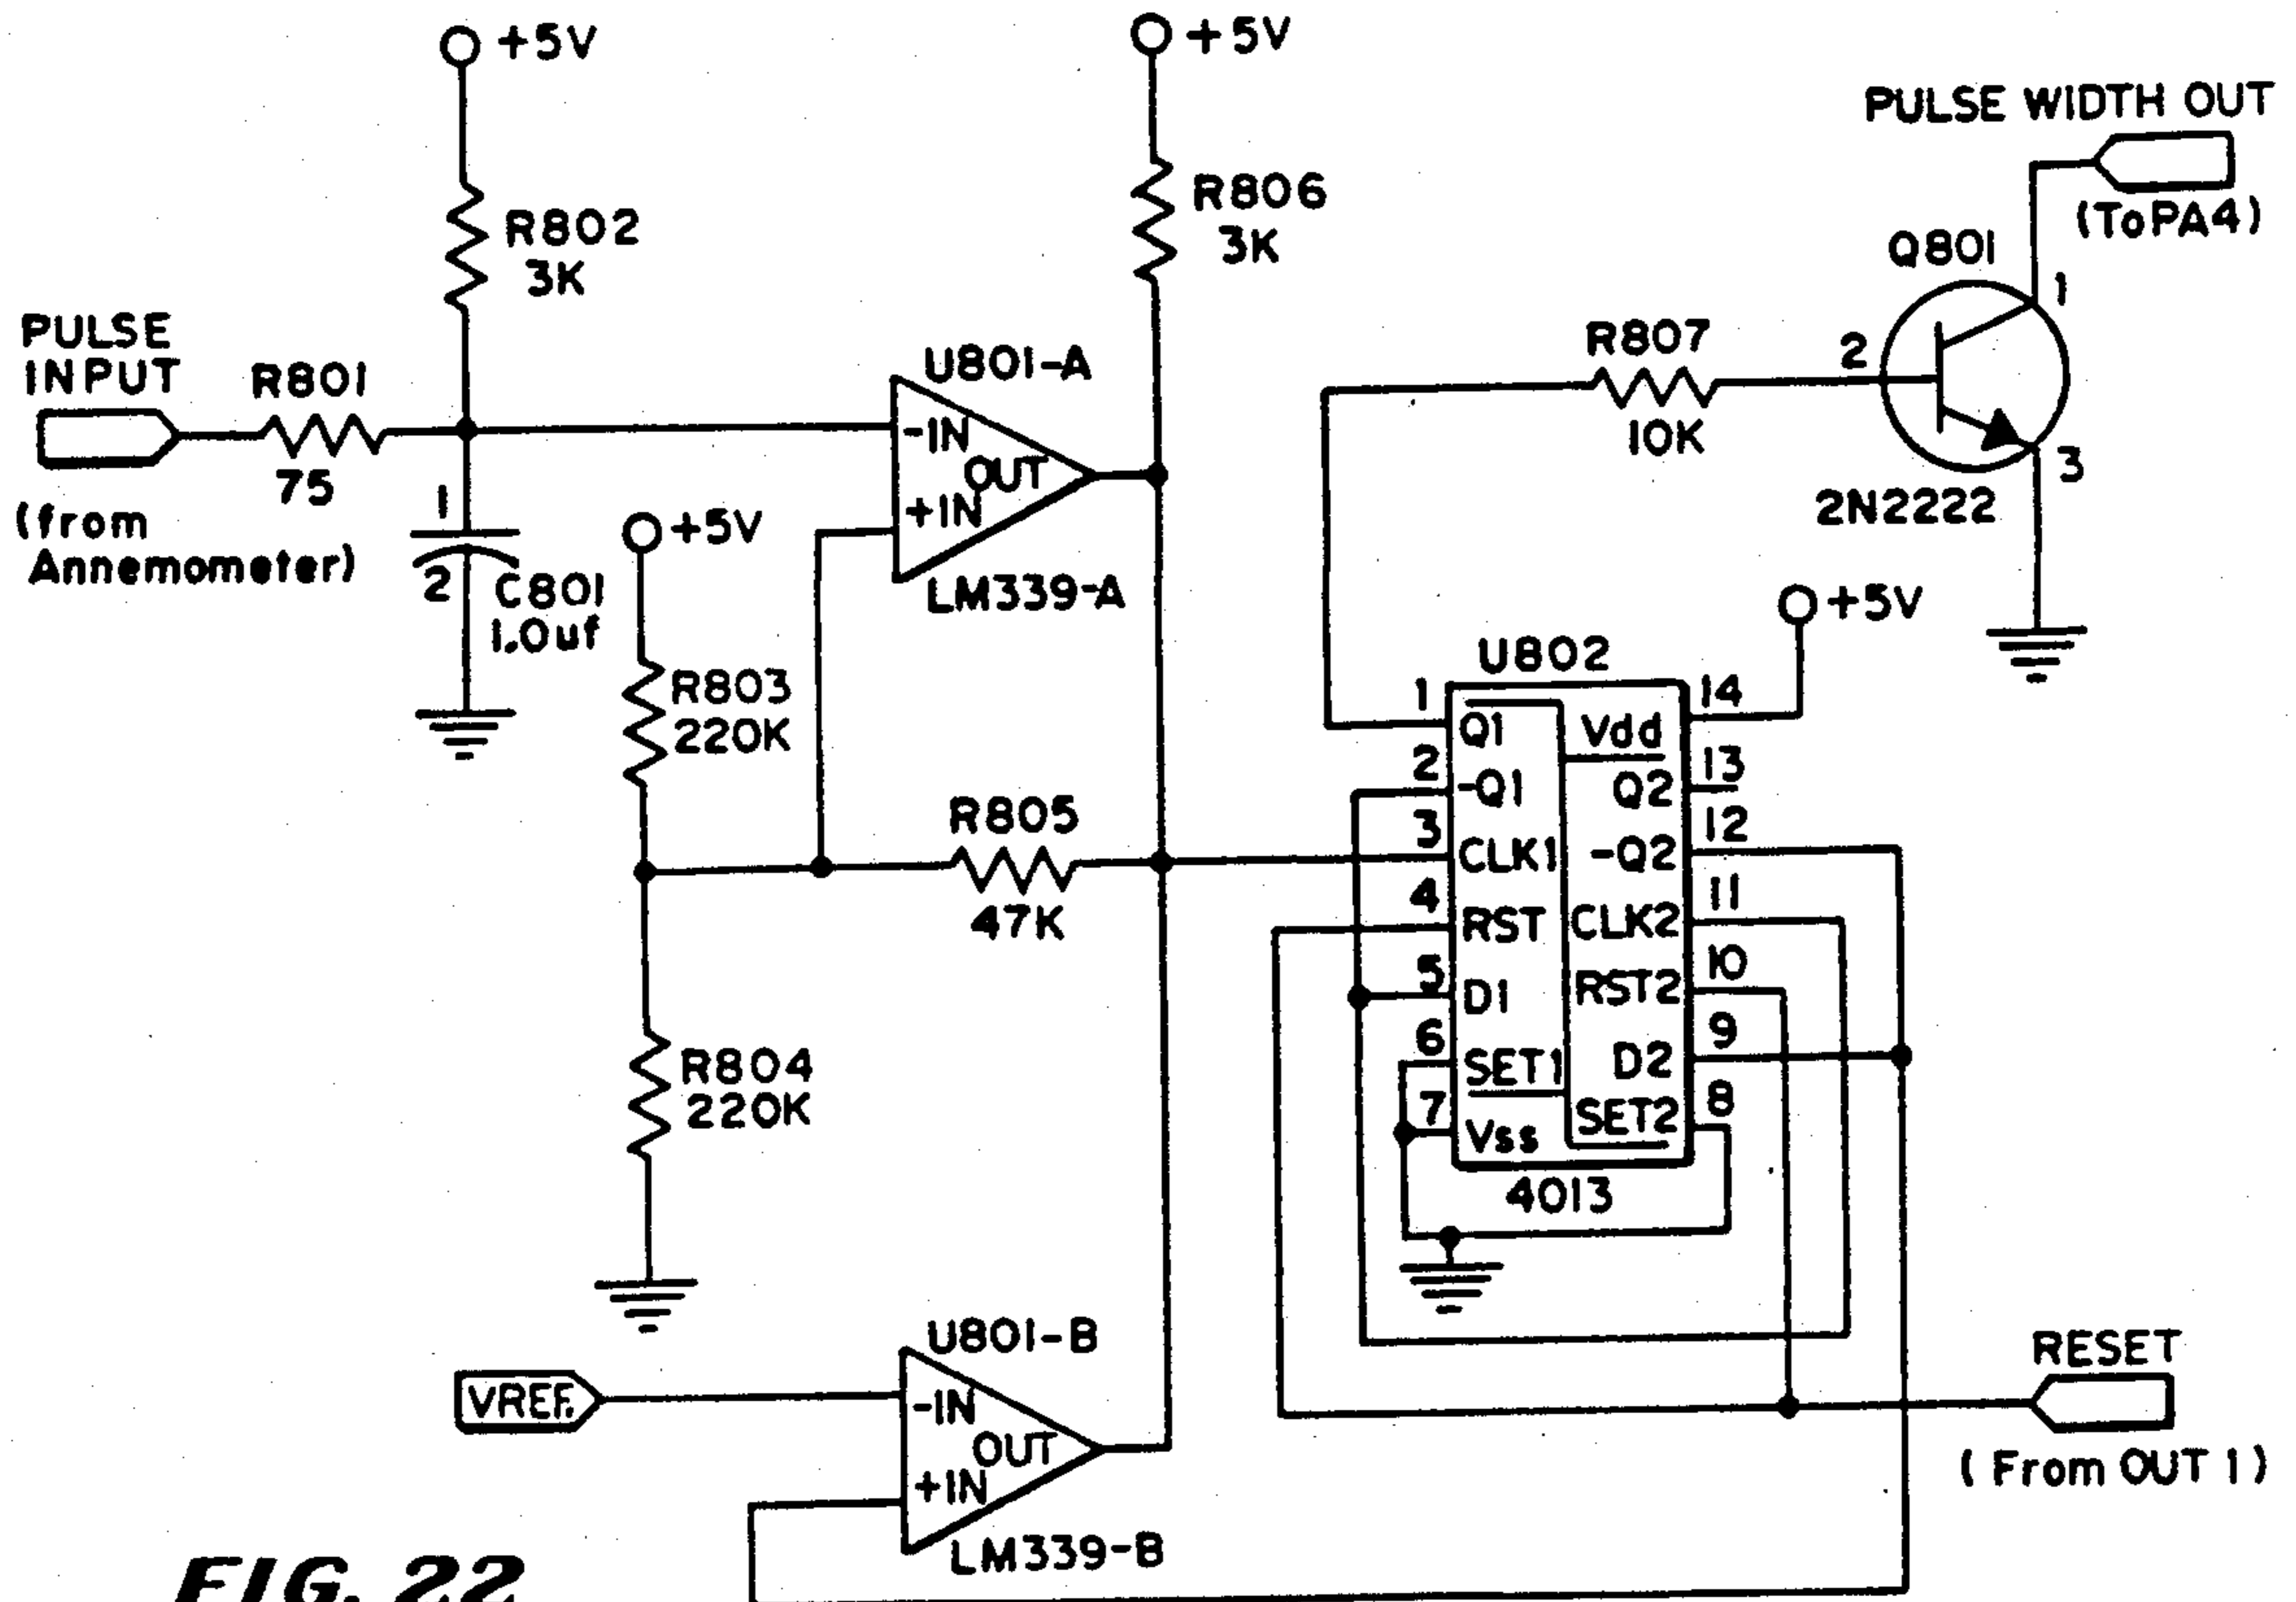 +5V
+5V
PULSE WIDTH OUT
(To PA4)
R802
3K
R806
3K
Q801
1
2
3
2N2222
R807
10K
PULSE
INPUT
R801
75
(from
Annemometer)
1
2
C801
1.0uf
U801-A
-IN
OUT
+IN
LM339-A
+5V
R803
220K
R805
47K
R804
220K
+5V
U802
1
Q1
2
-Q1
3
CLK1
4
RST
5
D1
6
SET1
7
Vss
14
Vdd
13
Q2
12
-Q2
11
CLK2
10
RST2
9
D2
8
SET2
4013
U801-B
VREF.
-IN
OUT
+IN
LM339-B
RESET
(From OUT 1)
FIG. 22